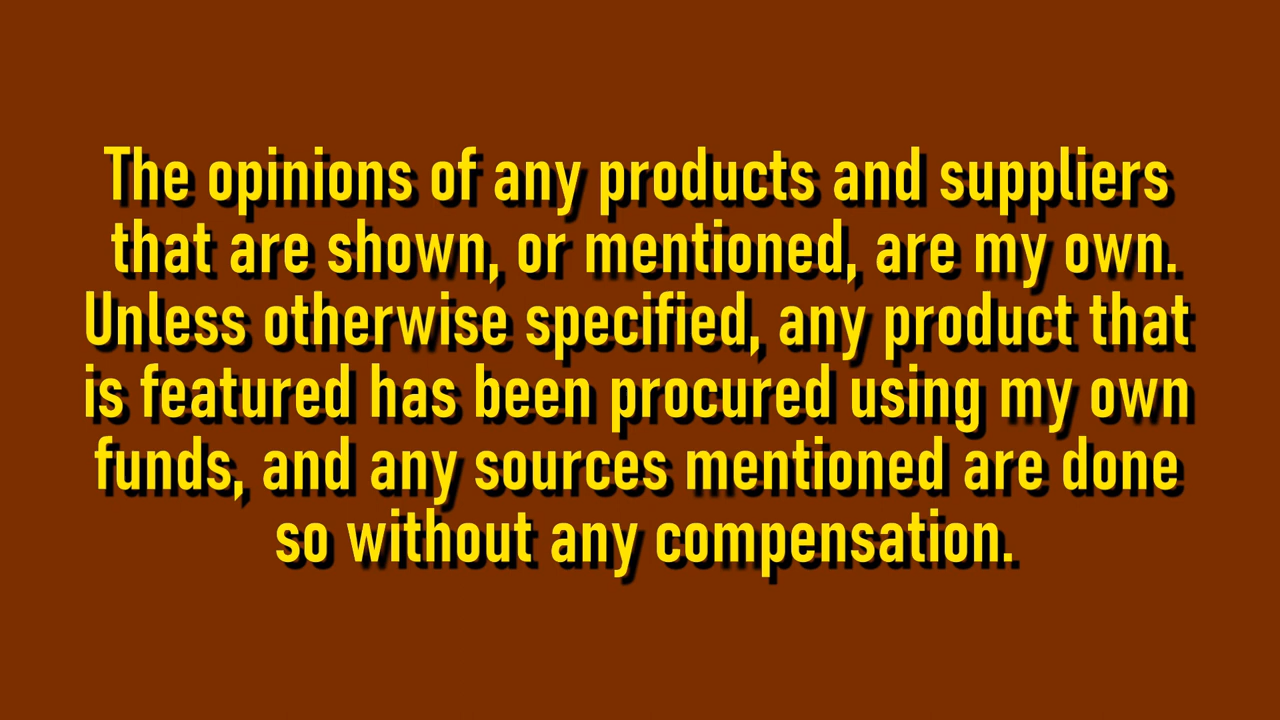 The opinions of any products and suppliers
that are shown, or mentioned, are my own.
Unless otherwise specified, any product that
is featured has been procured using my own
funds, and any sources mentioned are done
so without any compensation.